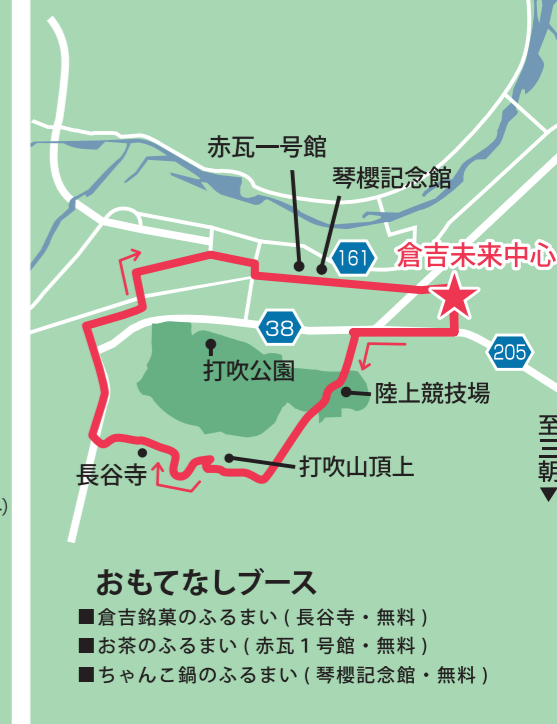 赤瓦一号館
琴櫻記念館
161
倉吉未来中心
38
205
打吹公園
陸上競技場
至
三
朝
長谷寺
打吹山頂上
おもてなしブース
■倉吉銘菓のふるまい ( 長谷寺・無料 )
■お茶のふるまい ( 赤瓦１号館・無料 )
■ちゃんこ鍋のふるまい ( 琴櫻記念館・無料 )